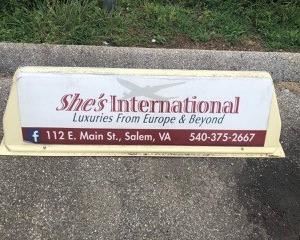 She's International
Luxuries From Europe & Beyond
f 112 E. Main St., Salem, VA 540-375-2667